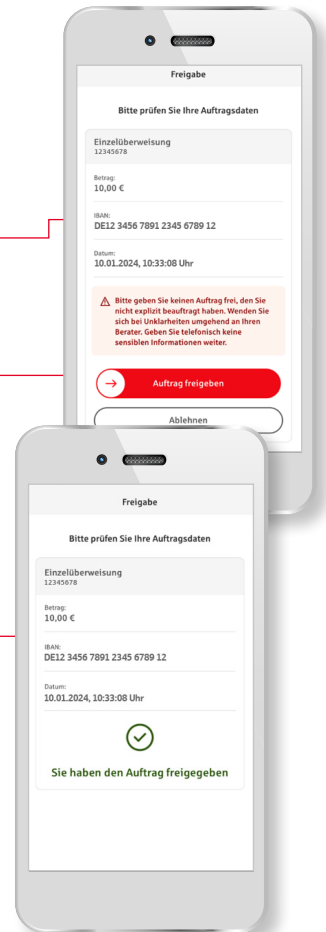 Freigabe
Bitte prüfen Sie Ihre Auftragsdaten
Einzelüberweisung
12345678
Betrag:
10,00 €
IBAN:
DE12 3456 7891 2345 6789 12
Datum:
10.01.2024, 10:33:08 Uhr
Bitte geben Sie keinen Auftrag frei, den Sie
nicht explizit beauftragt haben. Wenden Sie
sich bei Unklarheiten umgehend an Ihren
Berater. Geben Sie telefonisch keine
sensiblen Informationen weiter.
Auftrag freigeben
Ablehnen
Freigabe
Bitte prüfen Sie Ihre Auftragsdaten
Einzelüberweisung
12345678
Betrag:
10,00 €
IBAN:
DE12 3456 7891 2345 6789 12
Datum:
10.01.2024, 10:33:08 Uhr
Sie haben den Auftrag freigegeben